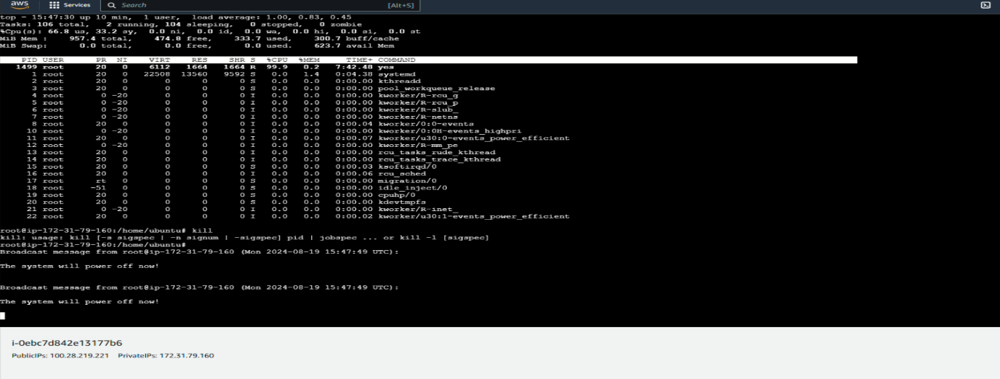 aws Services Search [Alt+S]
top - 15:47:30 up 10 min, 1 user, load average: 1.00, 0.83, 0.45
Tasks: 106 total, 2 running, 104 sleeping, 0 stopped, 0 zombie
%Cpu(s): 66.8 us, 33.2 sy, 0.0 ni, 0.0 id, 0.0 wa, 0.0 hi, 0.0 si, 0.0 st
MiB Mem : 957.4 total, 474.8 free, 333.7 used, 300.7 buff/cache
MiB Swap: 0.0 total, 0.0 free, 0.0 used. 623.7 avail Mem
PID USER PR NI VIRT RES SHR S %CPU %MEM TIME+ COMMAND
1499 root 20 0 6112 1664 1664 R 99.9 0.2 7:42.48 yes
1 root 20 0 22508 13560 9592 S 0.0 1.4 0:04.38 systemd
2 root 20 0 0 0 0 S 0.0 0.0 0:00.00 kthreadd
3 root 20 0 0 0 0 S 0.0 0.0 0:00.00 pool_workqueue_release
4 root 0 -20 0 0 0 I 0.0 0.0 0:00.00 kworker/R-rcu_g
5 root 0 -20 0 0 0 I 0.0 0.0 0:00.00 kworker/R-rcu_p
6 root 0 -20 0 0 0 I 0.0 0.0 0:00.00 kworker/R-slub_
7 root 0 -20 0 0 0 I 0.0 0.0 0:00.00 kworker/R-netns
8 root 20 0 0 0 0 I 0.0 0.0 0:00.04 kworker/0:0-events
10 root 0 -20 0 0 0 I 0.0 0.0 0:00.00 kworker/0:0H-events_highpri
11 root 20 0 0 0 0 I 0.0 0.0 0:00.07 kworker/u30:0-events_power_efficient
12 root 0 -20 0 0 0 I 0.0 0.0 0:00.00 kworker/R-mm_pe
13 root 20 0 0 0 0 I 0.0 0.0 0:00.00 rcu_tasks_rude_kthread
14 root 20 0 0 0 0 I 0.0 0.0 0:00.00 rcu_tasks_trace_kthread
15 root 20 0 0 0 0 S 0.0 0.0 0:00.03 ksoftirqd/0
16 root 20 0 0 0 0 I 0.0 0.0 0:00.06 rcu_sched
17 root rt 0 0 0 0 S 0.0 0.0 0:00.00 migration/0
18 root -51 0 0 0 0 S 0.0 0.0 0:00.00 idle_inject/0
19 root 20 0 0 0 0 S 0.0 0.0 0:00.00 cpuhp/0
20 root 20 0 0 0 0 S 0.0 0.0 0:00.00 kdevtmpfs
21 root 0 -20 0 0 0 I 0.0 0.0 0:00.00 kworker/R-inet_
22 root 20 0 0 0 0 I 0.0 0.0 0:00.02 kworker/u30:1-events_power_efficient
root@ip-172-31-79-160:/home/ubuntu# kill
kill: usage: kill [-s sigspec | -n signum | -sigspec] pid | jobspec ... or kill -l [sigspec]
root@ip-172-31-79-160:/home/ubuntu#
Broadcast message from root@ip-172-31-79-160 (Mon 2024-08-19 15:47:49 UTC):
The system will power off now!
Broadcast message from root@ip-172-31-79-160 (Mon 2024-08-19 15:47:49 UTC):
The system will power off now!
i-0ebc7d842e13177b6
PublicIPs: 100.28.219.221 PrivateIPs: 172.31.79.160